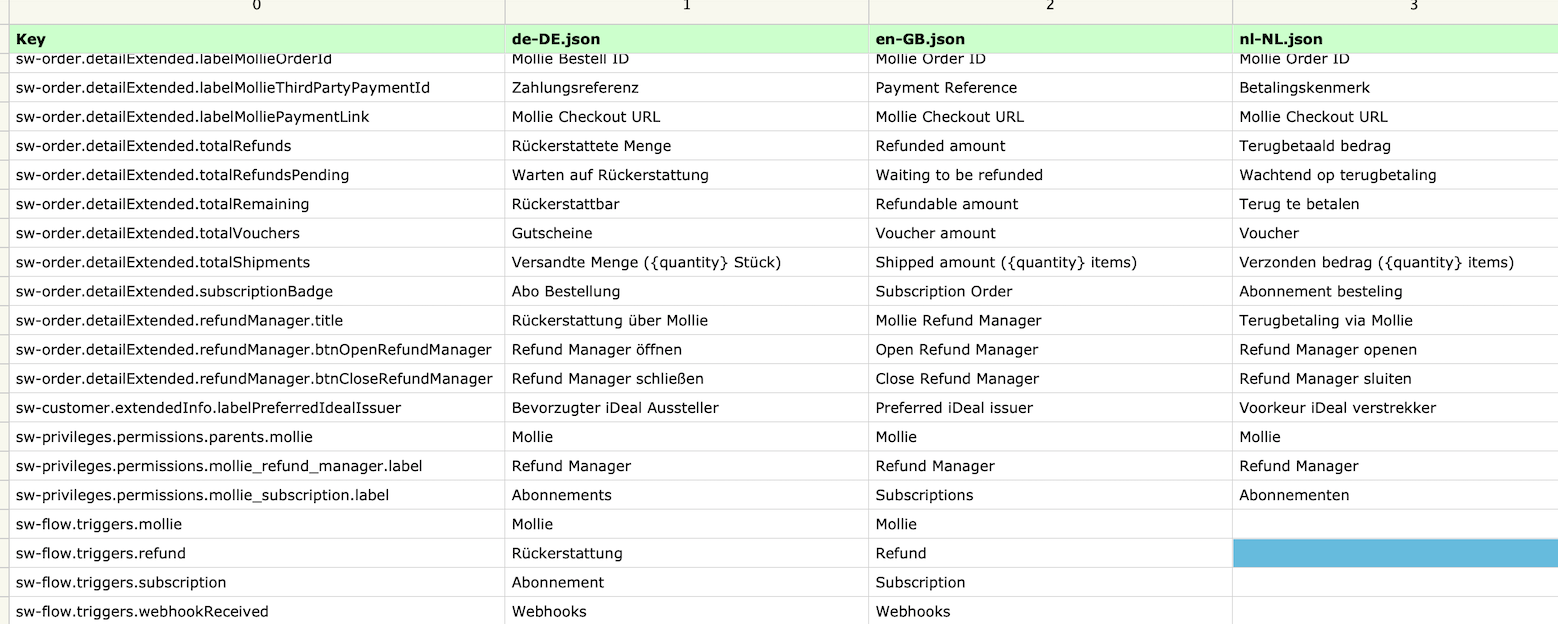 0 1 2 3
Key de-DE.json en-GB.json nl-NL.json
sw-order.detailExtended.labelMollieOrderId Mollie Bestell ID Mollie Order ID Mollie Order ID
sw-order.detailExtended.labelMollieThirdPartyPaymentId Zahlungsreferenz Payment Reference Betalingskenmerk
sw-order.detailExtended.labelMolliePaymentLink Mollie Checkout URL Mollie Checkout URL Mollie Checkout URL
sw-order.detailExtended.totalRefunds Rückerstattete Menge Refunded amount Terugbetaald bedrag
sw-order.detailExtended.totalRefundsPending Warten auf Rückerstattung Waiting to be refunded Wachtend op terugbetaling
sw-order.detailExtended.totalRemaining Rückerstattbar Refundable amount Terug te betalen
sw-order.detailExtended.totalVouchers Gutscheine Voucher amount Voucher
sw-order.detailExtended.totalShipments Versandte Menge ({quantity} Stück) Shipped amount ({quantity} items) Verzonden bedrag ({quantity} items)
sw-order.detailExtended.subscriptionBadge Abo Bestellung Subscription Order Abonnement besteling
sw-order.detailExtended.refundManager.title Rückerstattung über Mollie Mollie Refund Manager Terugbetaling via Mollie
sw-order.detailExtended.refundManager.btnOpenRefundManager Refund Manager öffnen Open Refund Manager Refund Manager openen
sw-order.detailExtended.refundManager.btnCloseRefundManager Refund Manager schließen Close Refund Manager Refund Manager sluiten
sw-customer.extendedInfo.labelPreferredIdealIssuer Bevorzugter iDeal Aussteller Preferred iDeal issuer Voorkeur iDeal verstrekker
sw-privileges.permissions.parents.mollie Mollie Mollie Mollie
sw-privileges.permissions.mollie_refund_manager.label Refund Manager Refund Manager Refund Manager
sw-privileges.permissions.mollie_subscription.label Abonnements Subscriptions Abonnementen
sw-flow.triggers.mollie Mollie Mollie
sw-flow.triggers.refund Rückerstattung Refund
sw-flow.triggers.subscription Abonnement Subscription
sw-flow.triggers.webhookReceived Webhooks Webhooks